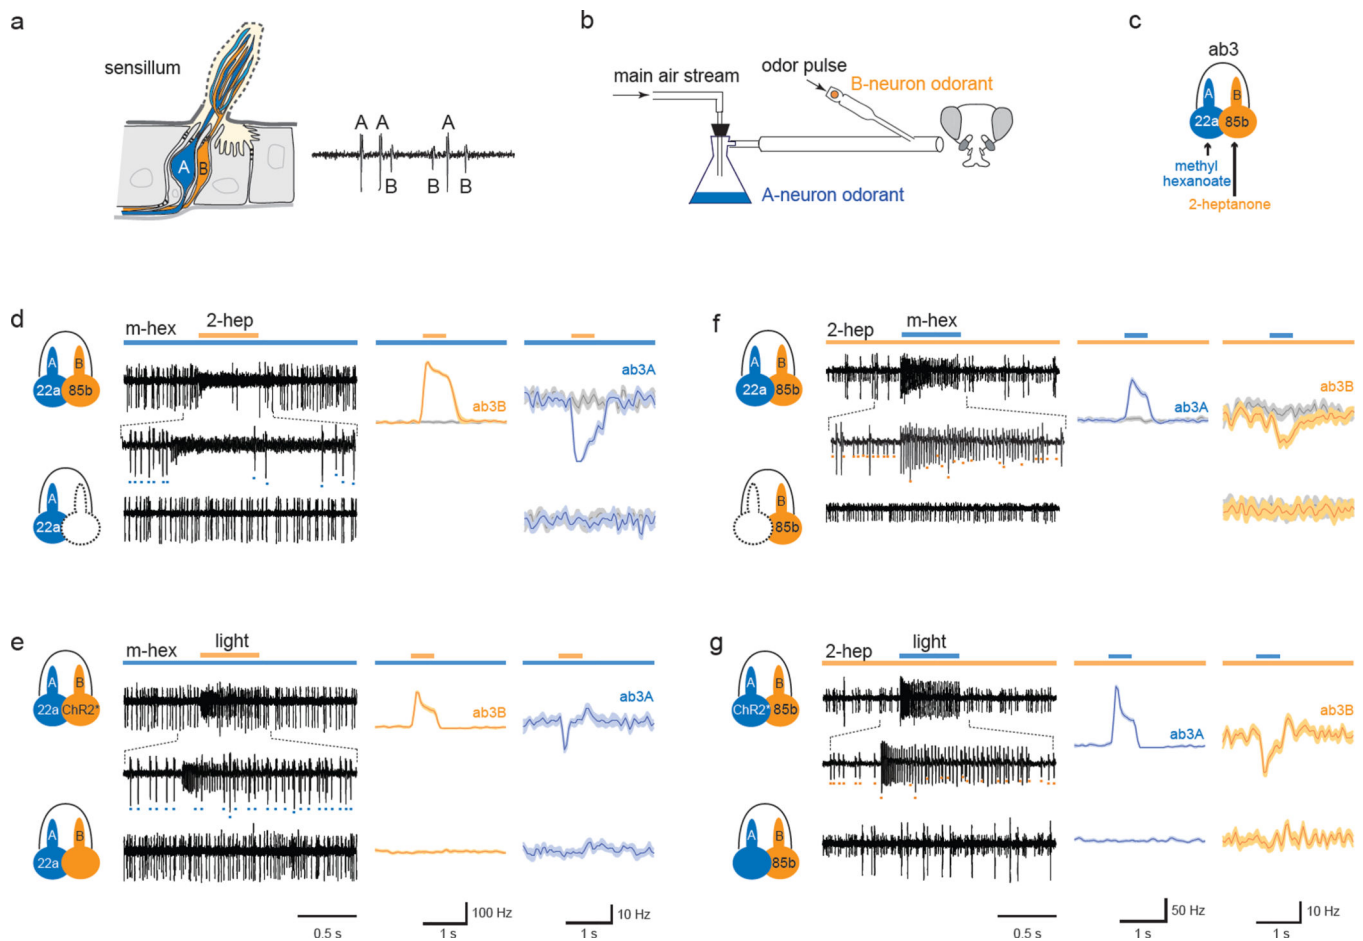 a
sensillum
A
B
A A A
B B B
b
main air stream
odor pulse
B-neuron odorant
A-neuron odorant
c
ab3
A B
22a 85b
methyl
hexanoate
2-heptanone
d
A B
22a 85b
m-hex 2-hep
ab3B
ab3A
A
22a
e
A B
22a ChR2*
m-hex light
ab3B
ab3A
A B
22a
0.5 s
100 Hz
1 s
10 Hz
1 s
f
A B
22a 85b
2-hep m-hex
ab3A
ab3B
B
85b
g
A B
ChR2* 85b
2-hep light
ab3A
ab3B
A B
85b
0.5 s
50 Hz
1 s
10 Hz
1 s